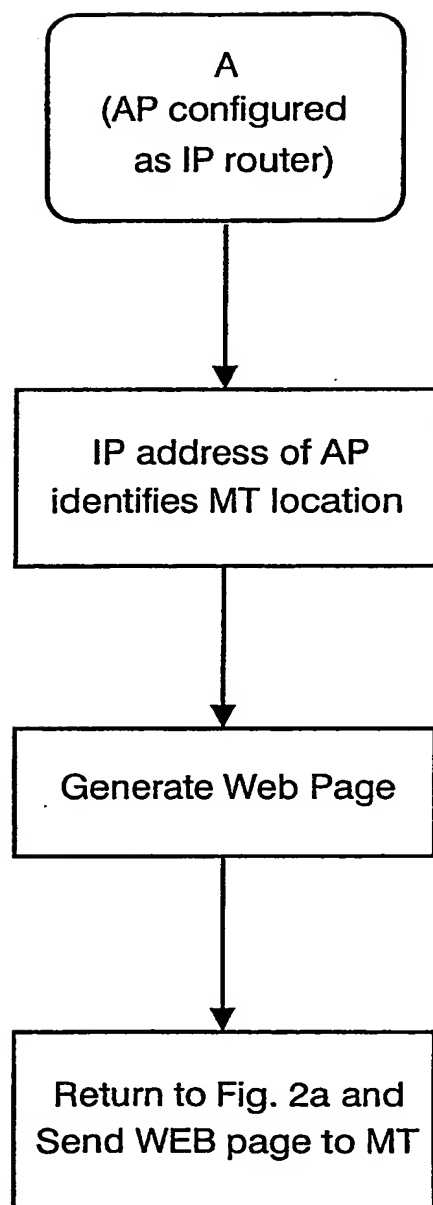 A
(AP configured
as IP router)
IP address of AP
identifies MT location
Generate Web Page
Return to Fig. 2a and
Send WEB page to MT